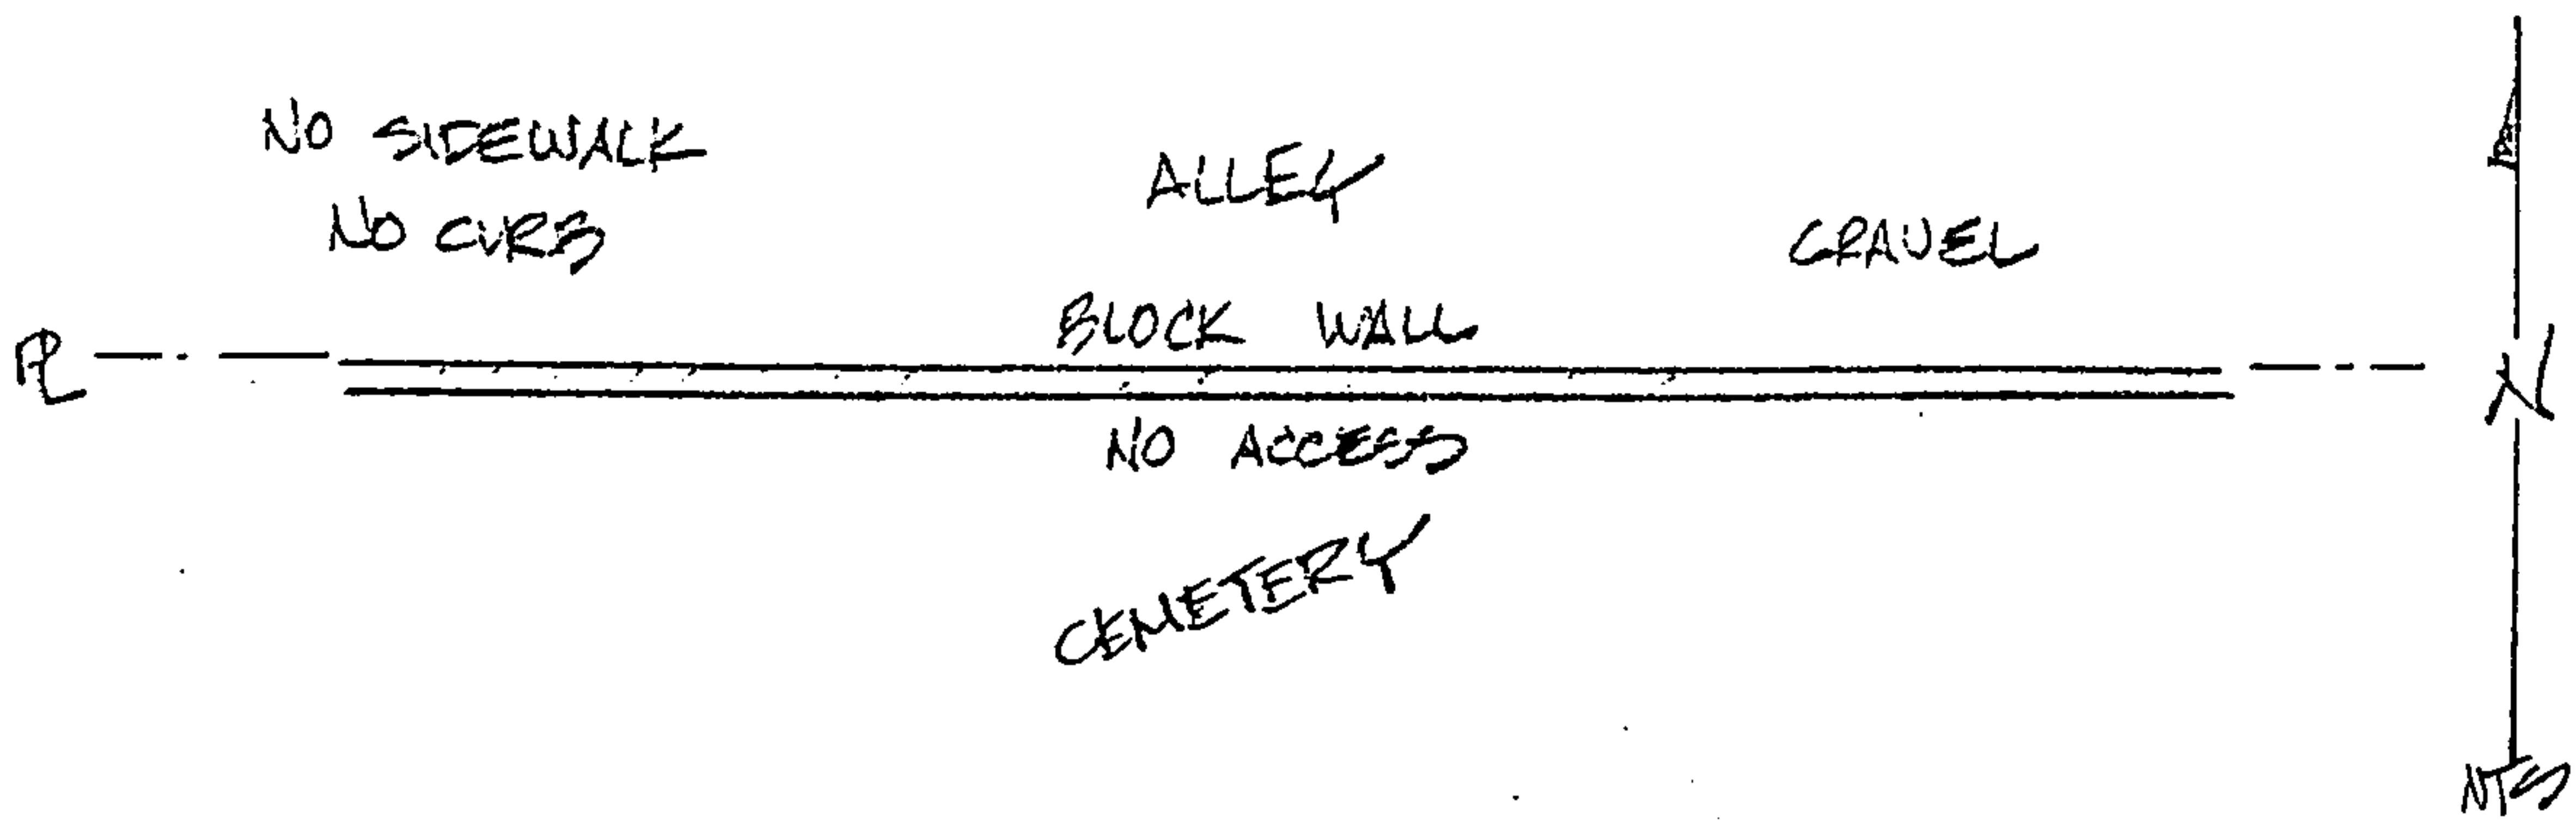 NO SIDEWALK
NO CURB
ALLEY
GRAVEL
BLOCK WALL
PL
N
NO ACCESS
CEMETERY
NTS